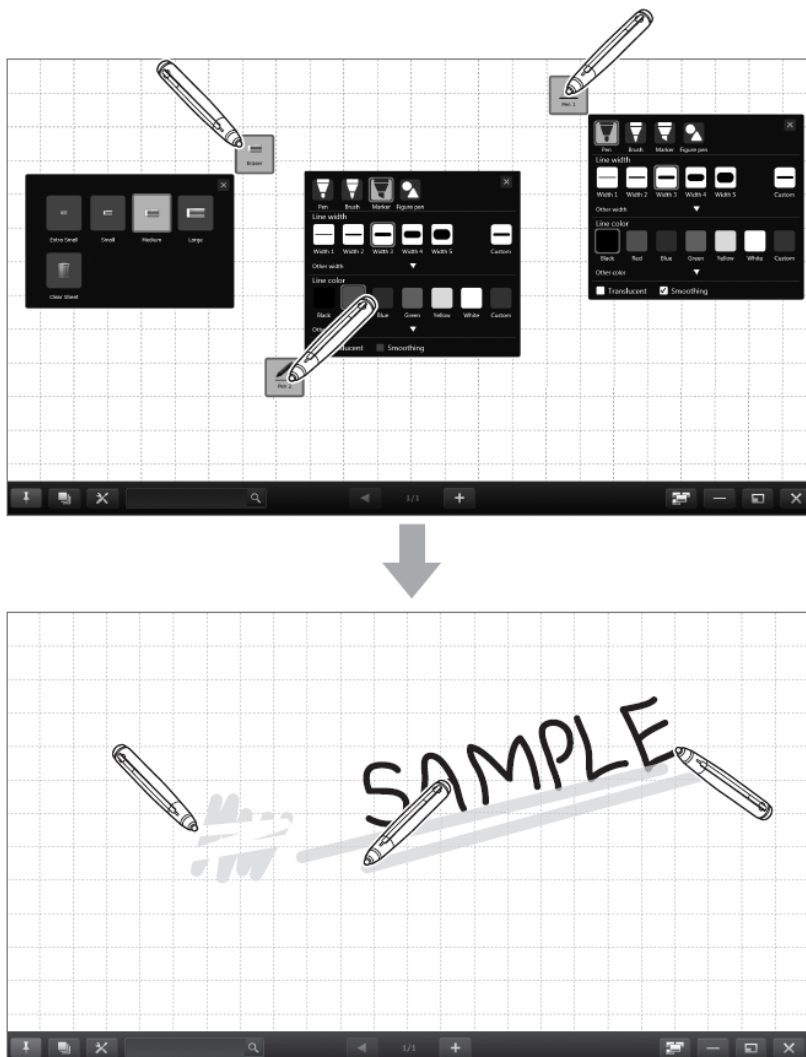 Pen 1
Eraser
Extra Small Small Medium Large
Clear Sheet
Pen Brush Marker Figure pen
Line width
Width 1 Width 2 Width 3 Width 4 Width 5 Custom
Other width
Line color
Black Blue Green Yellow White Custom
Smoothing
Pen 2
Pen Brush Marker Figure pen
Line width
Width 1 Width 2 Width 3 Width 4 Width 5 Custom
Other width
Line color
Black Red Blue Green Yellow White Custom
Other color
Translucent Smoothing
1/1
SAMPLE
1/1